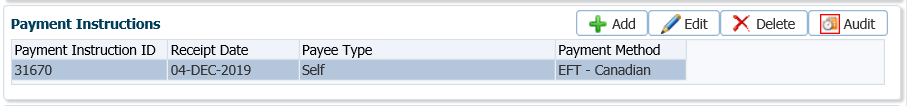 Payment Instructions Add Edit Delete Audit
Payment Instruction ID Receipt Date Payee Type Payment Method
31670 04-DEC-2019 Self EFT - Canadian